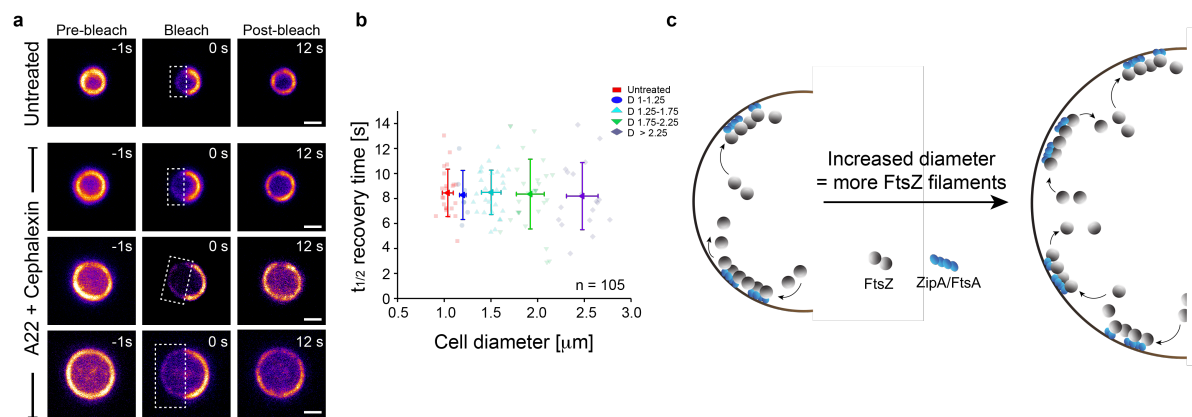 a
Pre-bleach Bleach Post-bleach
Untreated
-1s 0 s 12 s
A22 + Cephalexin
-1s 0 s 12 s
-1s 0 s 12 s
-1s 0 s 12 s
b
t1/2 recovery time [s]
14
12
10
8
6
4
2
0
0.5 1.0 1.5 2.0 2.5 3.0
Cell diameter [μm]
n = 105
Untreated
D 1-1.25
D 1.25-1.75
D 1.75-2.25
D > 2.25
c
Increased diameter
= more FtsZ filaments
FtsZ ZipA/FtsA